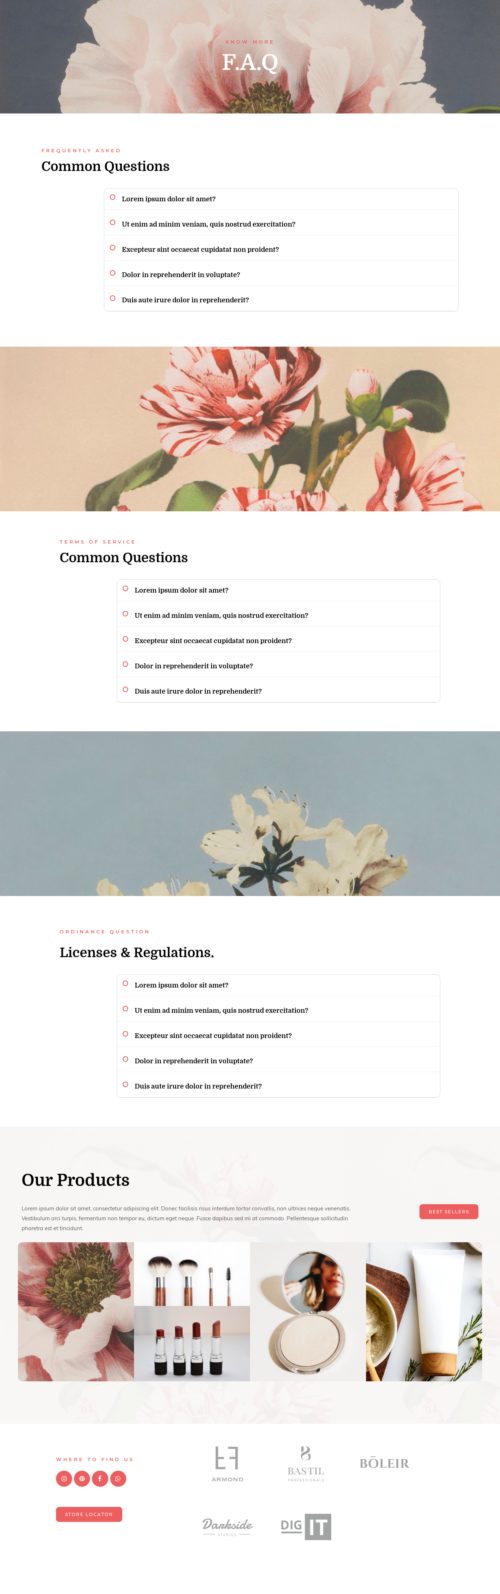 KNOW MORE
F.A.Q
FREQUENTLY ASKED
Common Questions
Lorem ipsum dolor sit amet?
Ut enim ad minim veniam, quis nostrud exercitation?
Excepteur sint occaecat cupidatat non proident?
Dolor in reprehenderit in voluptate?
Duis aute irure dolor in reprehenderit?
TERMS OF SERVICE
Common Questions
Lorem ipsum dolor sit amet?
Ut enim ad minim veniam, quis nostrud exercitation?
Excepteur sint occaecat cupidatat non proident?
Dolor in reprehenderit in voluptate?
Duis aute irure dolor in reprehenderit?
ORDINANCE QUESTION
Licenses & Regulations.
Lorem ipsum dolor sit amet?
Ut enim ad minim veniam, quis nostrud exercitation?
Excepteur sint occaecat cupidatat non proident?
Dolor in reprehenderit in voluptate?
Duis aute irure dolor in reprehenderit?
Our Products
Lorem ipsum dolor sit amet, consectetur adipiscing elit. Donec facilisis risus interdum tortor convallis, non ultrices neque venenatis.
Vestibulum arcu turpis, fermentum non tempor eu, dictum eget neque. Fusce dapibus sed mi at commodo. Pellentesque sollicitudin
pharetra est et tincidunt.
BEST SELLERS
WHERE TO FIND US
STORE LOCATOR
ARMOND
BASTIL
PROFESSIONALS
BÖLEIR
Darkside
STUDIOS
DIG IT